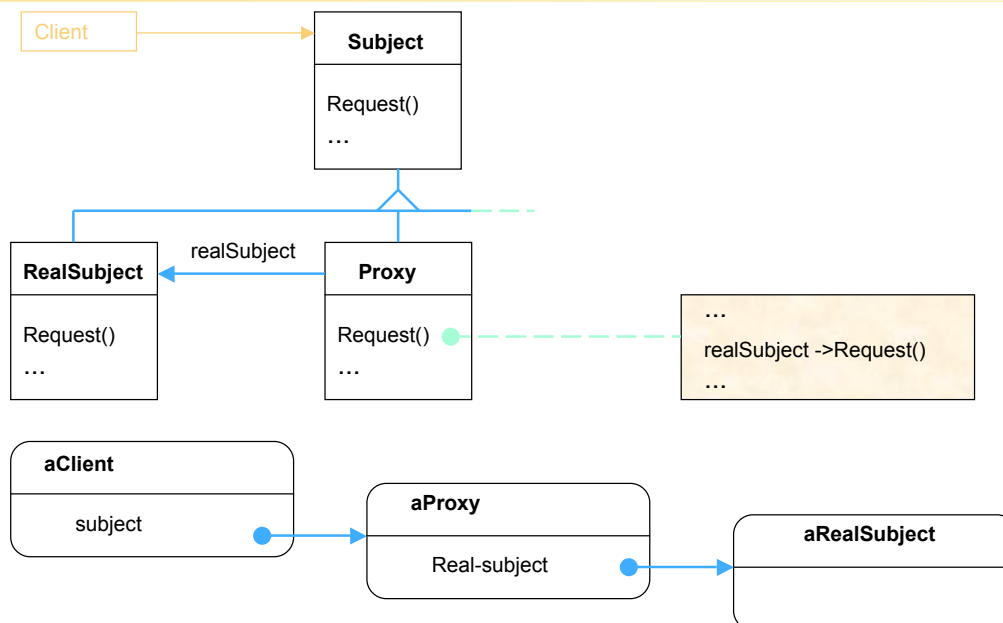 Client
Subject
Request()
...
realSubject
RealSubject
Request()
...
Proxy
Request()
...
...
realSubject ->Request()
...
aClient
subject
aProxy
Real-subject
aRealSubject